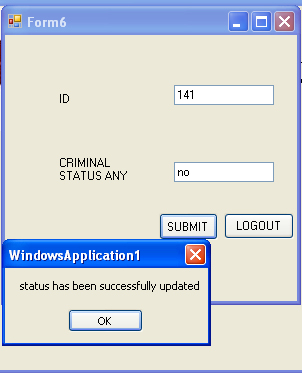 Form6
ID
141
CRIMINAL
STATUS ANY
no
SUBMIT
LOGOUT
WindowsApplication1
status has been successfully updated
OK